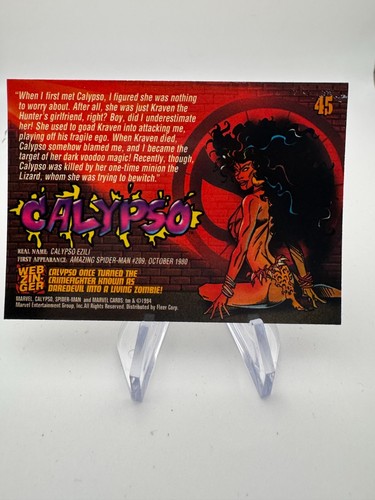 45
"When I first met Calypso, I figured she was nothing
to worry about. After all, she was just Kraven the
Hunter's girlfriend, right? Boy, did I underestimate
her! She used to goad Kraven into attacking me,
playing off his fragile ego. When Kraven died,
Calypso somehow blamed me, and I became the
target of her dark voodoo magic! Recently, though,
Calypso was killed by her one-time minion the
Lizard, whom she was trying to bewitch."
CALYPSO
REAL NAME: CALYPSO EZILI
FIRST APPEARANCE: AMAZING SPIDER-MAN #209, OCTOBER 1980
WEB
ZIN
GER
CALYPSO ONCE TURNED THE
CRIMEFIGHTER KNOWN AS
DAREDEVIL INTO A LIVING ZOMBIE!
MARVEL, CALYPSO, SPIDER-MAN and MARVEL CARDS: tm & ©1994
Marvel Entertainment Group, Inc. All Rights Reserved. Distributed by Fleer Corp.